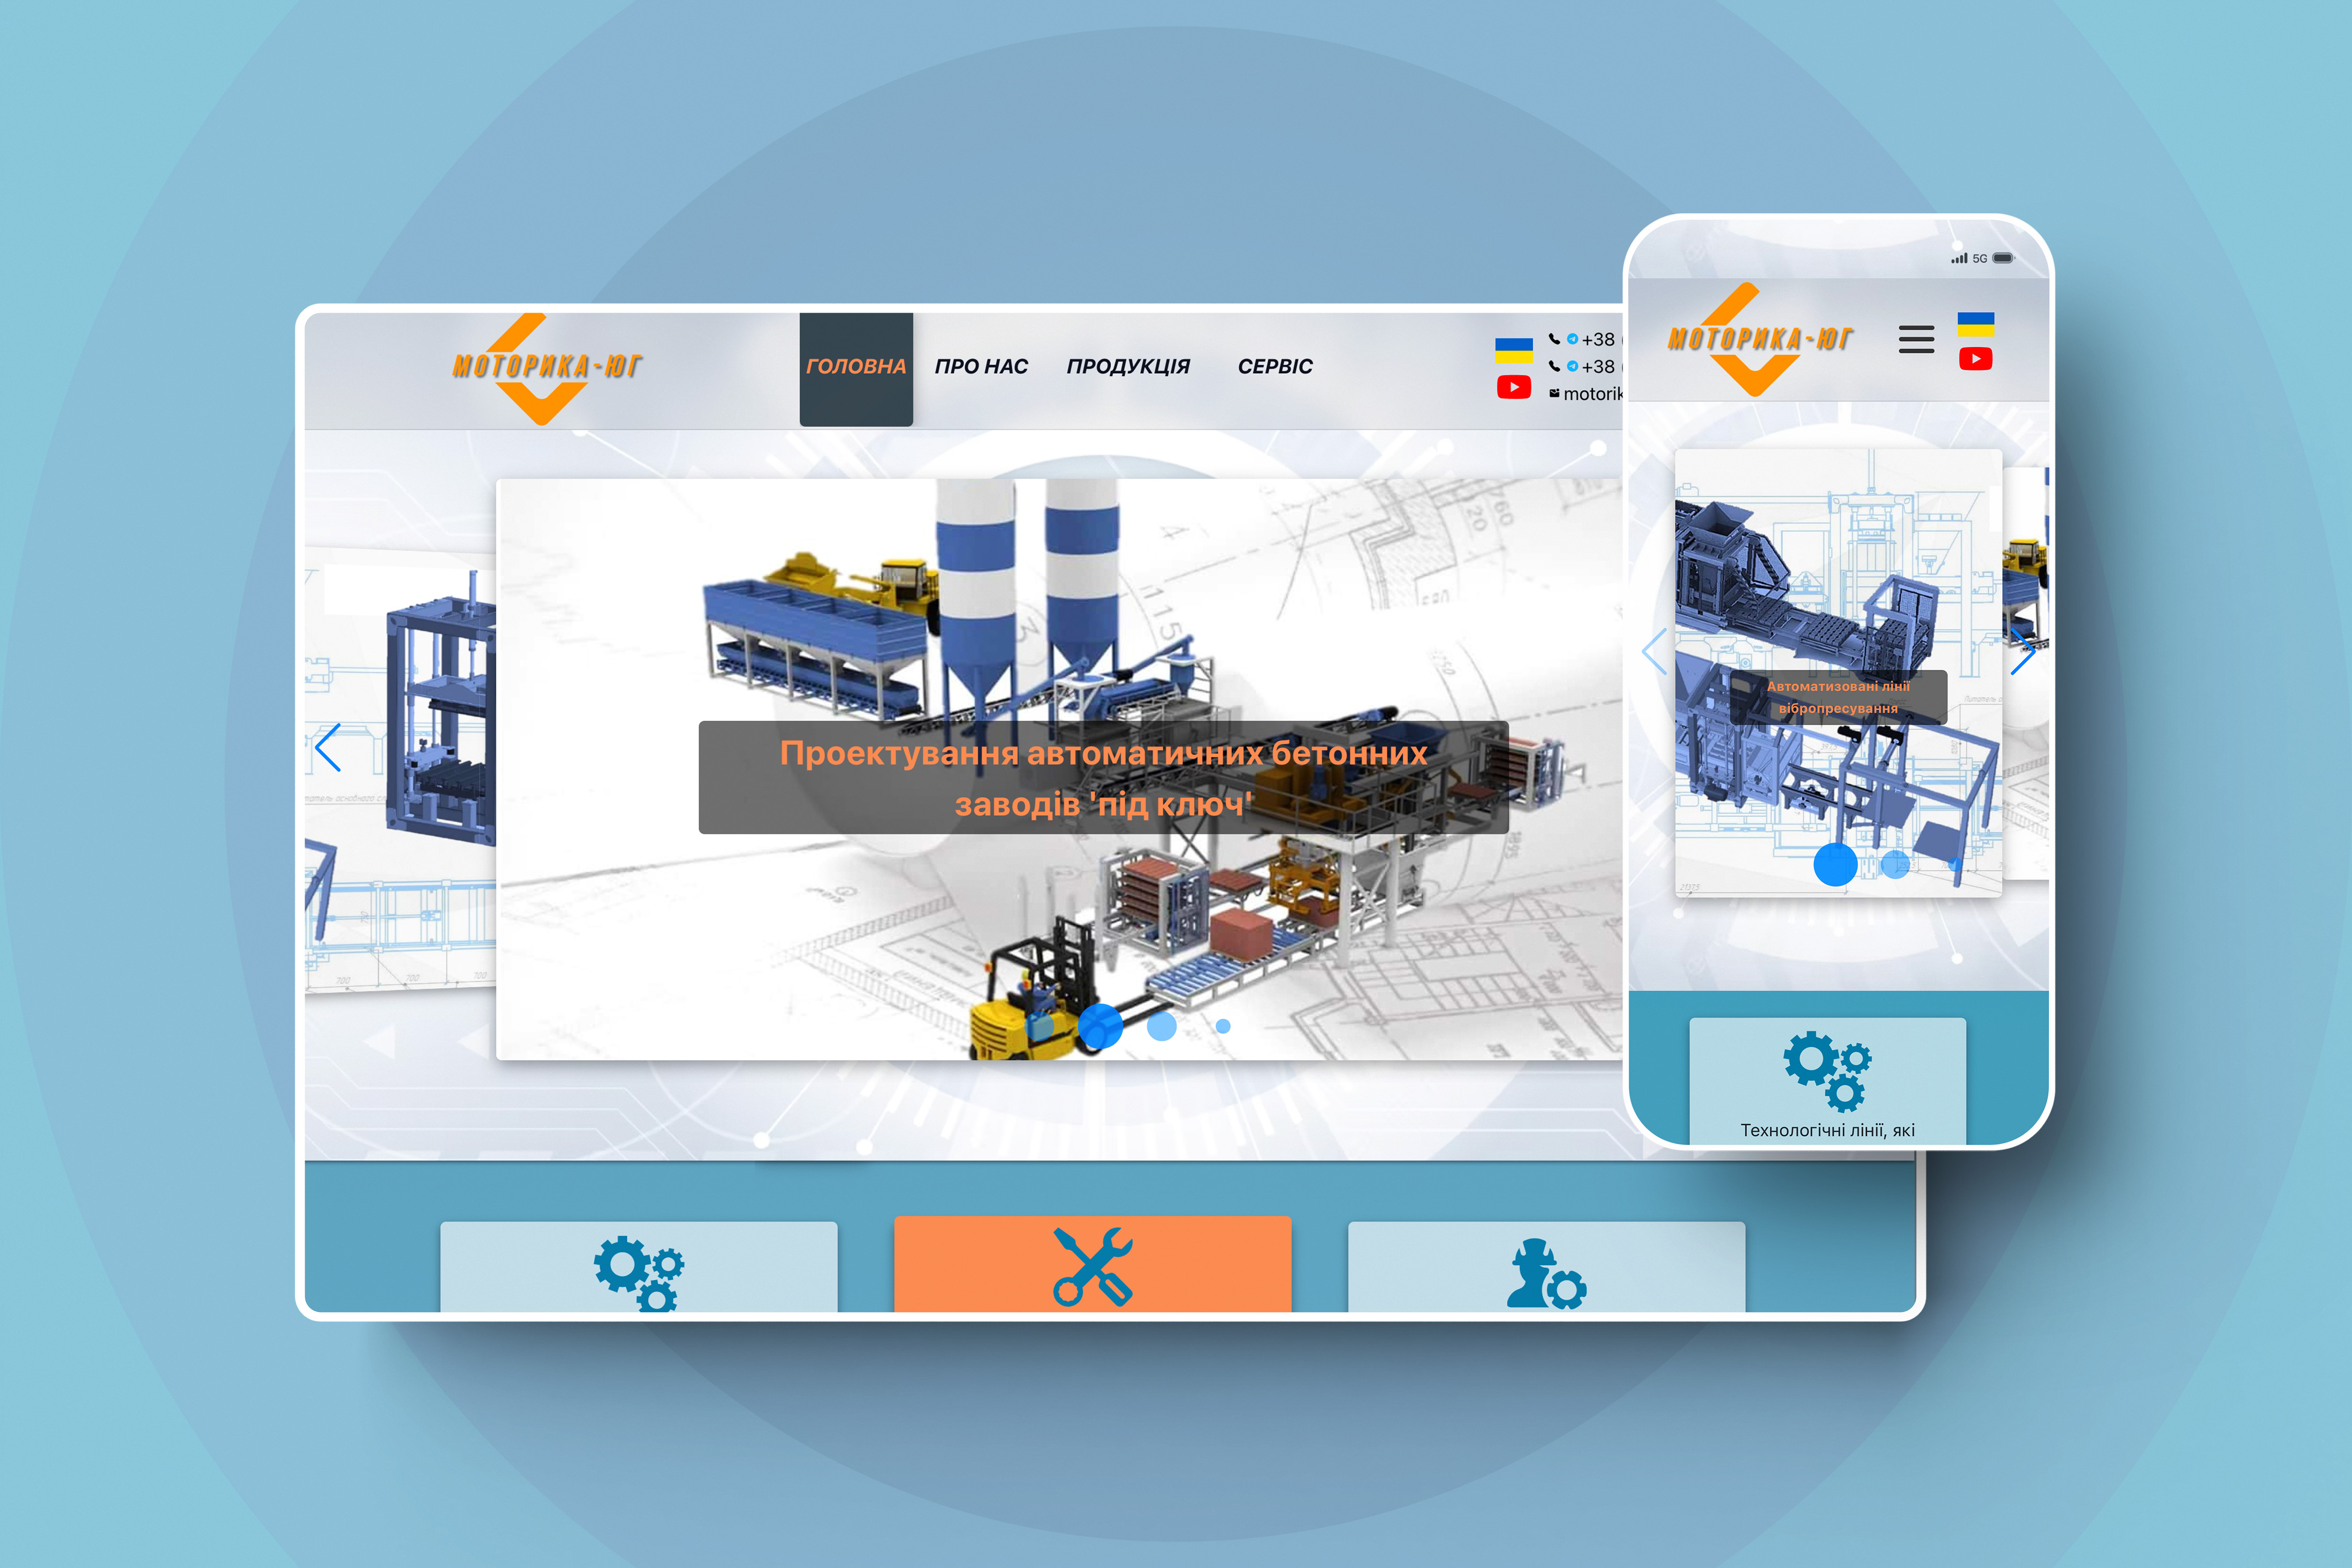 МОТОРИКА-ЮГ
ГОЛОВНА
ПРО НАС
ПРОДУКЦІЯ
СЕРВІС
+38
+38
motorik
Проектування автоматичних бетонних
заводів 'під ключ'
5G
МОТОРИКА-ЮГ
Автоматизовані лінії
вібропресування
Технологічні лінії, які